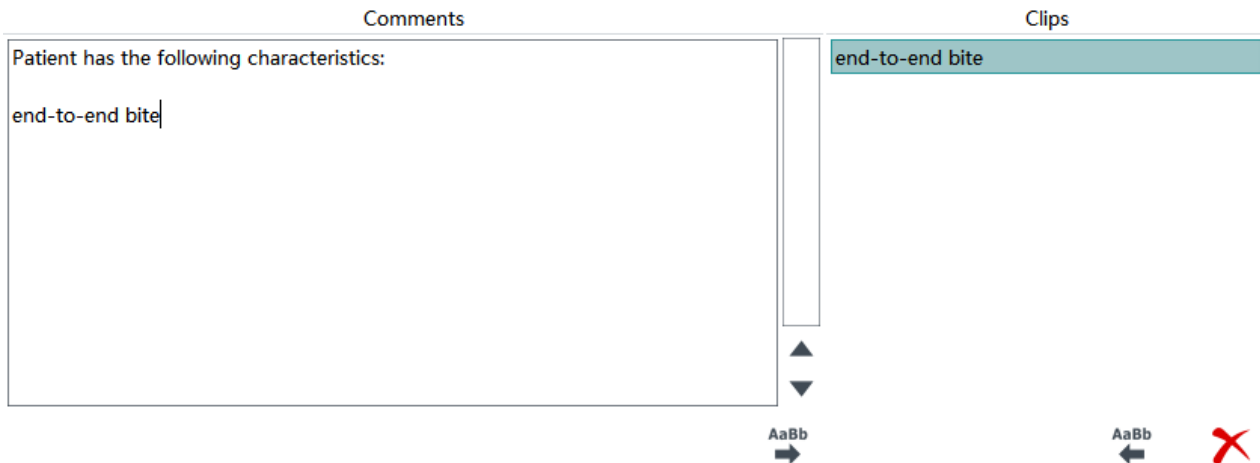 Comments
Clips
Patient has the following characteristics:
end-to-end bite
end-to-end bite
AaBb
AaBb